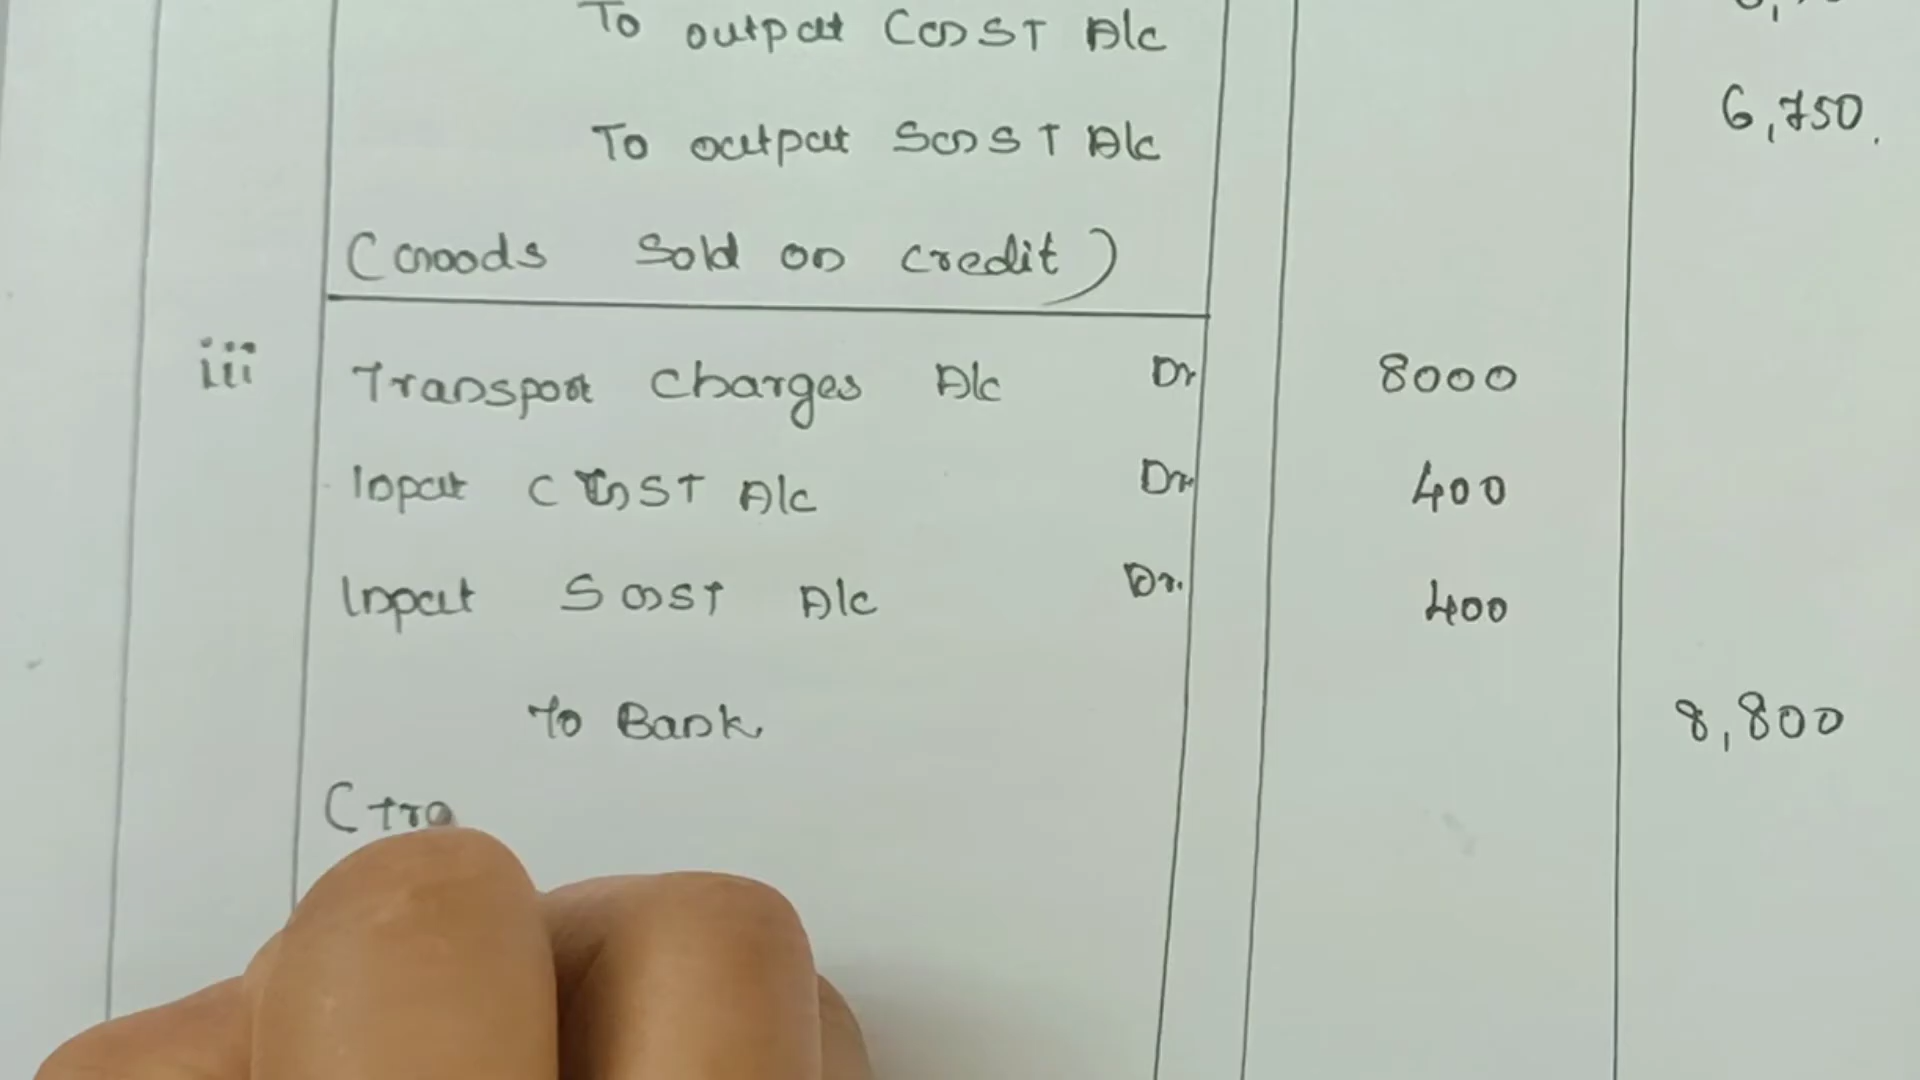 To output CGST A/c
To output SGST A/c 6,750.
(Goods Sold on credit)
iii Transport Charges A/c Dr 8000
Input CGST A/c Dr 400
Input SGST A/c Dr. 400
To Bank 8,800
(tra